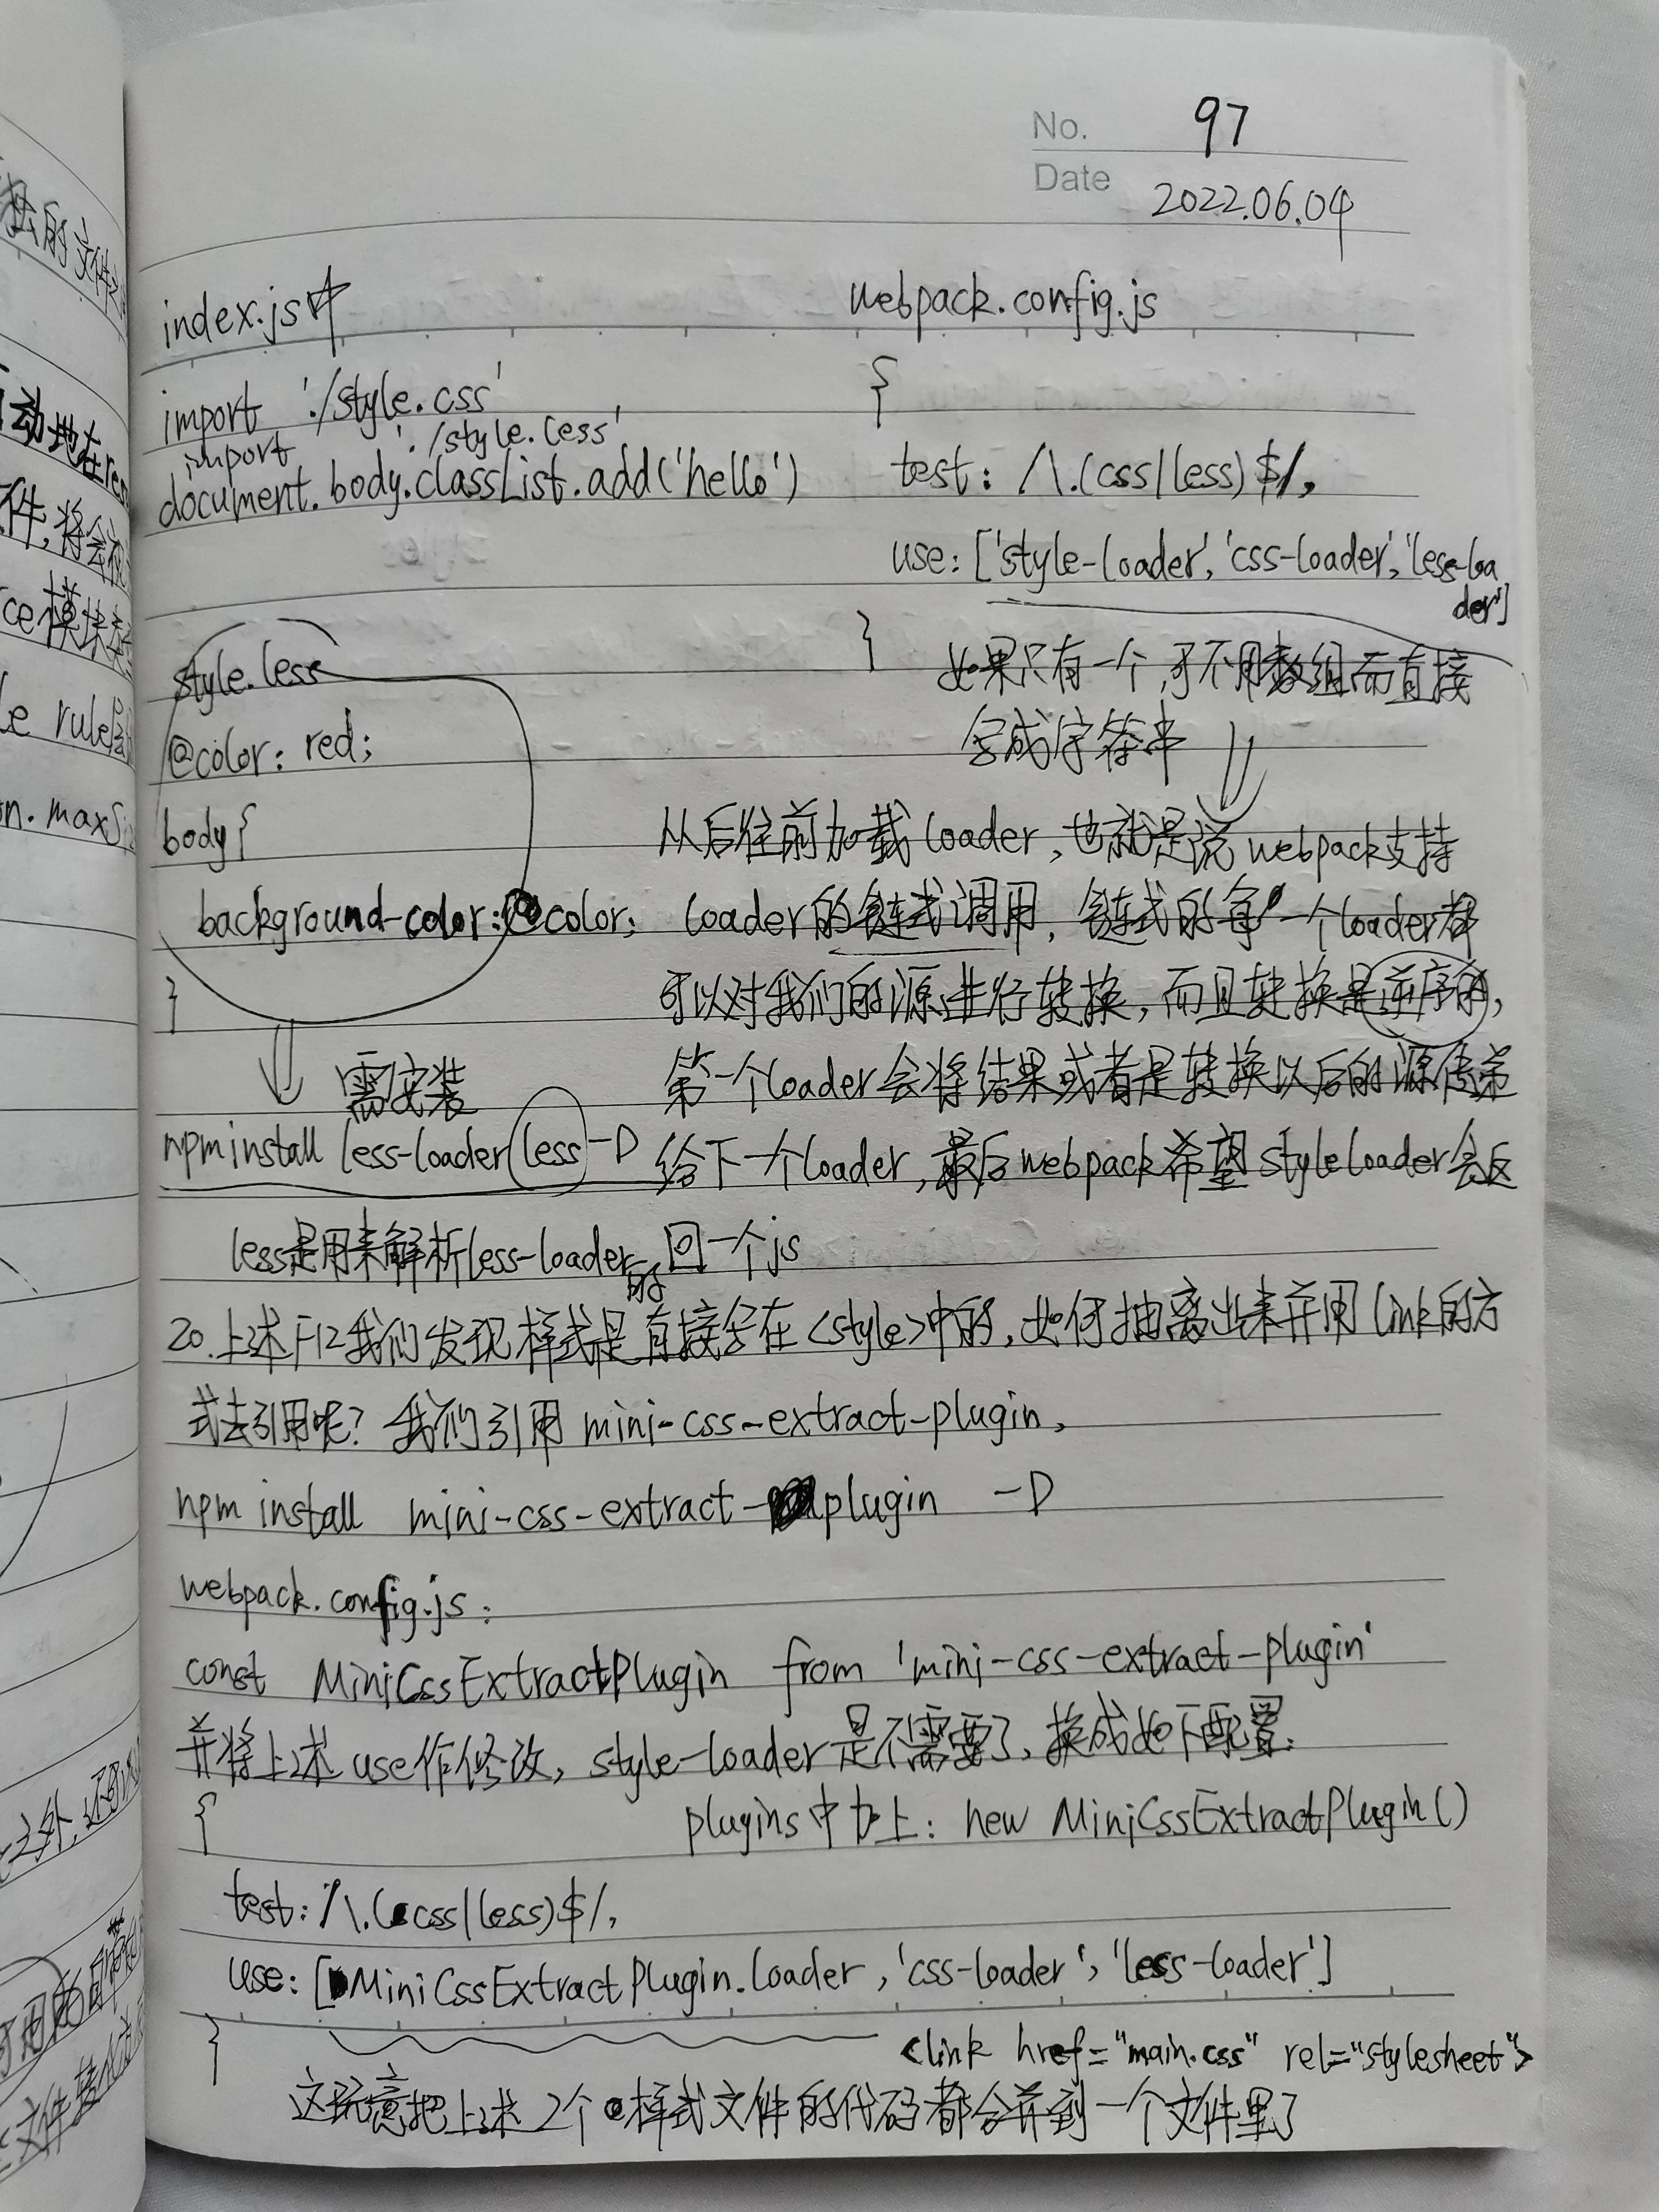 No. 97
Date 2022.06.04
index.js中
import './style.css'
import './style.less'
document.body.classList.add('hello')
webpack.config.js
{
test: /\.(css|less)$/,
use: ['style-loader', 'css-loader', 'less-loa
der']
}
如果只有一个,可不用数组而直接
写成字符串
style.less
@color: red;
body{
background-color:@color;
}
需安装
npm install less-loader less -D
less是用来解析less-loader的
从后往前加载loader,也就是说webpack支持
loader的链式调用,链式的每一个loader都
可以对我们的源进行转换,而且转换是逆序的,
第一个loader会将结果或者是转换以后的源传递
给下一个loader,最后webpack希望styleloader会返
回一个js
20.上述F12我们发现样式是直接写在<style>中的,如何抽离出来并用link的方
式去引用呢?我们引用mini-css-extract-plugin,
npm install mini-css-extract-plugin -D
webpack.config.js:
const MiniCssExtractPlugin from 'mini-css-extract-plugin'
并将上述use作修改,style-loader是不需要了,换成如下配置:
{
plugins中加上: new MiniCssExtractPlugin()
test: /\.(css|less)$/,
use: [MiniCssExtractPlugin.loader, 'css-loader', 'less-loader']
}
<link href="main.css" rel="stylesheet">
这玩意把上述2个样式文件的代码都合并到一个文件里了